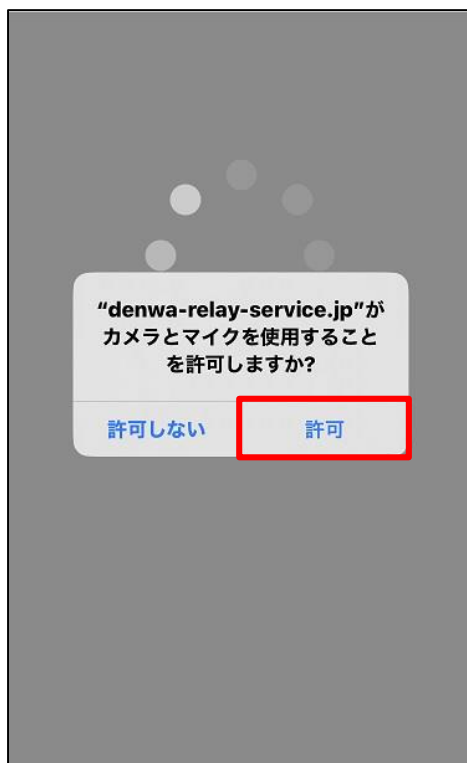 “denwa-relay-service.jp”が
カメラとマイクを使用すること
を許可しますか?
許可しない
許可